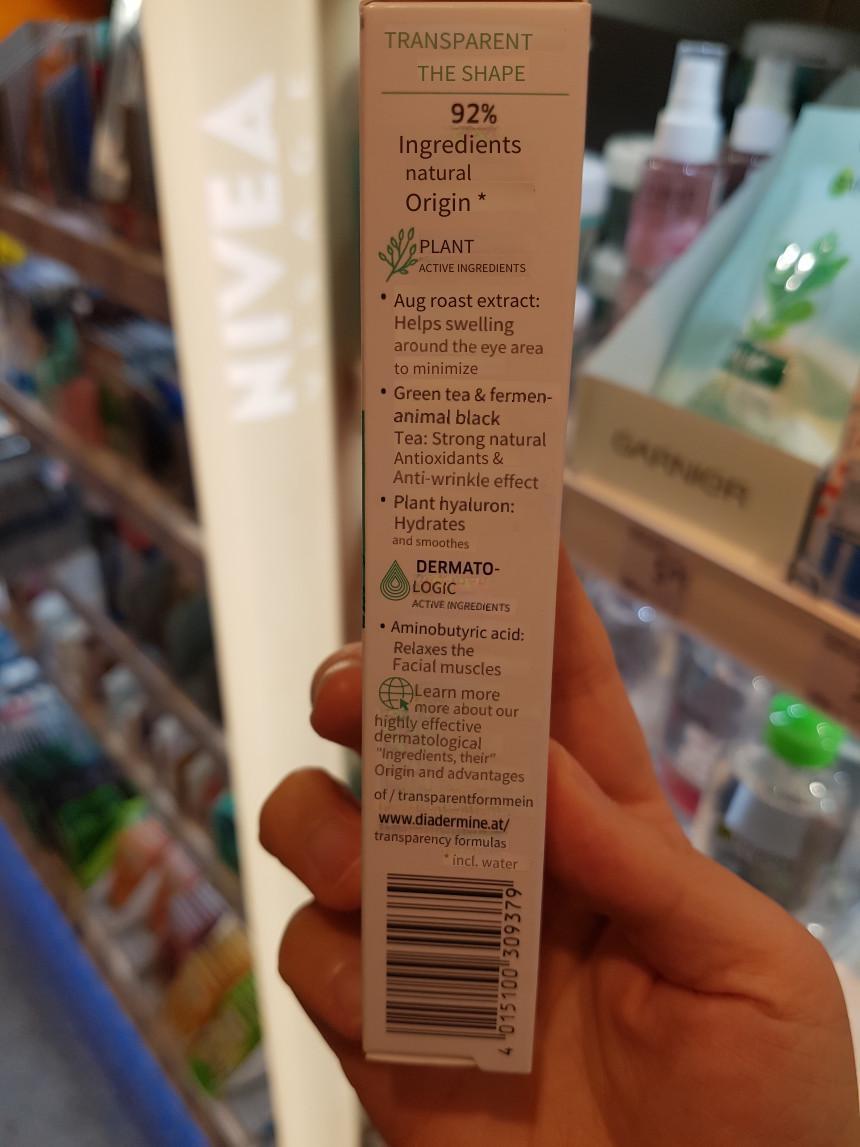 TRANSPARENT
THE SHAPE
92%
Ingredients
natural
Origin *
PLANT
ACTIVE INGREDIENTS
• Aug roast extract:
Helps swelling
around the eye area
to minimize
• Green tea & fermen-
animal black
Tea: Strong natural
Antioxidants &
Anti-wrinkle effect
• Plant hyaluron:
Hydrates
and smoothes
DERMATO-
LOGIC
ACTIVE INGREDIENTS
• Aminobutyric acid:
Relaxes the
Facial muscles
Learn more
more about our
highly effective
dermatological
"Ingredients, their"
Origin and advantages
of / transparentformmein
www.diadermine.at/
transparency formulas
* incl. water
4 015100 309379
NIVEA
GARNIER